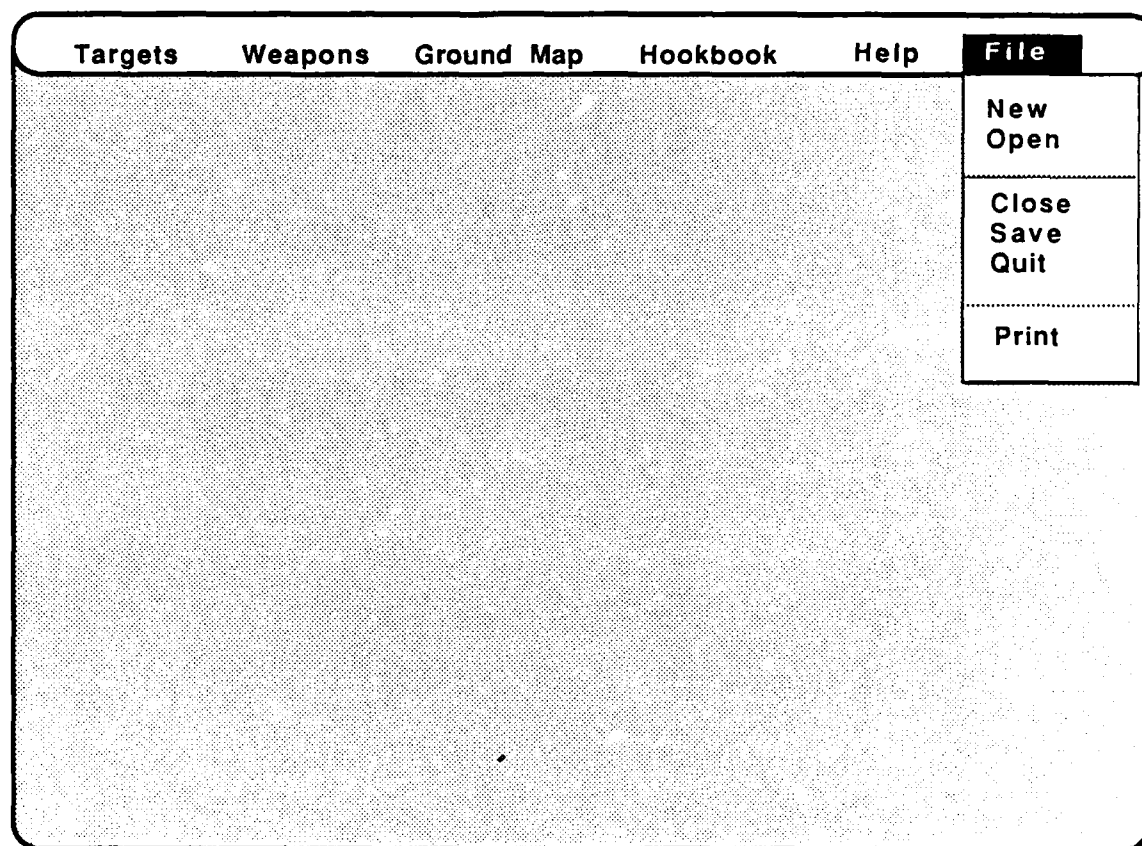 Targets Weapons Ground Map Hookbook Help File
New
Open
Close
Save
Quit
Print